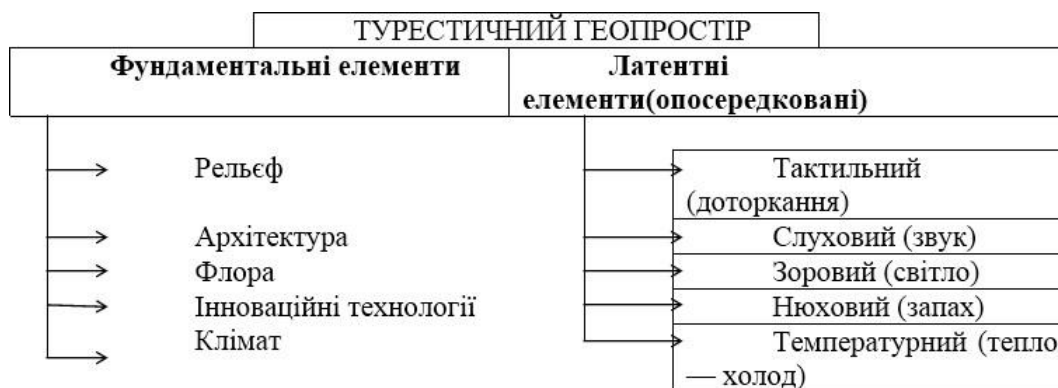 ТУРЕСТИЧНИЙ ГЕОПРОСТІР
Фундаментальні елементи
Латентні
елементи(опосередковані)
Рельєф
Архітектура
Флора
Інноваційні технології
Клімат
Тактильний
(доторкання)
Слуховий (звук)
Зоровий (світло)
Нюховий (запах)
Температурний (тепло
— холод)